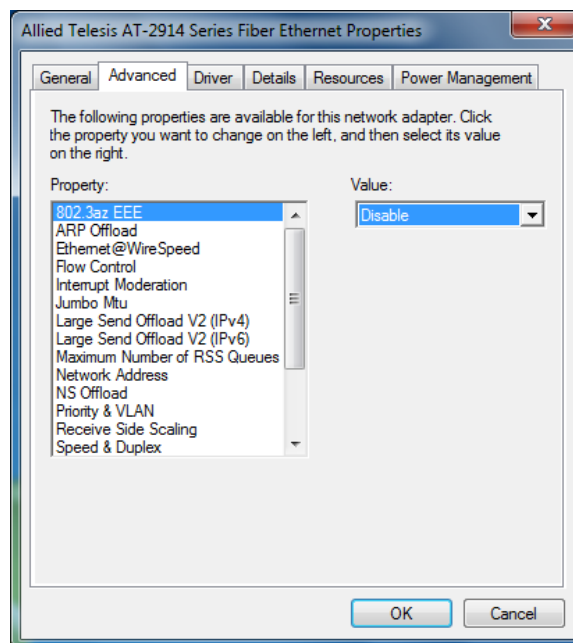 Allied Telesis AT-2914 Series Fiber Ethernet Properties
General Advanced Driver Details Resources Power Management
The following properties are available for this network adapter. Click
the property you want to change on the left, and then select its value
on the right.
Property: Value:
802.3az EEE Disable
ARP Offload
Ethernet@WireSpeed
Flow Control
Interrupt Moderation
Jumbo Mtu
Large Send Offload V2 (IPv4)
Large Send Offload V2 (IPv6)
Maximum Number of RSS Queues
Network Address
NS Offload
Priority & VLAN
Receive Side Scaling
Speed & Duplex
OK Cancel